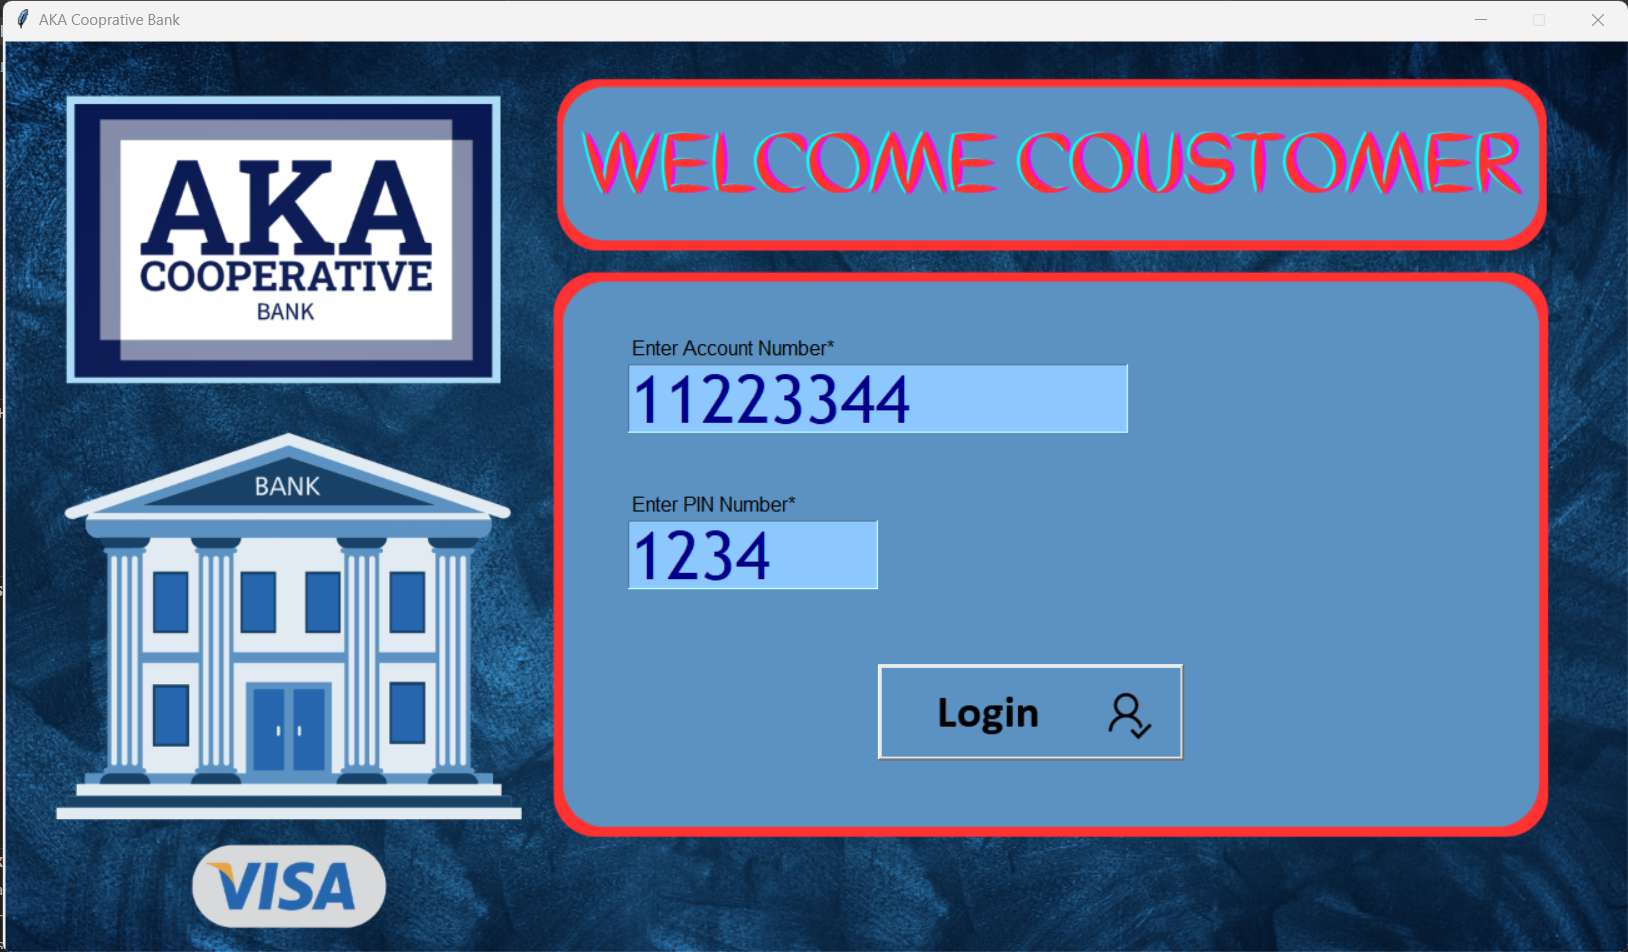 AKA Cooprative Bank
AKA
COOPERATIVE
BANK
WELCOME COUSTOMER
Enter Account Number*
11223344
Enter PIN Number*
1234
Login
BANK
VISA